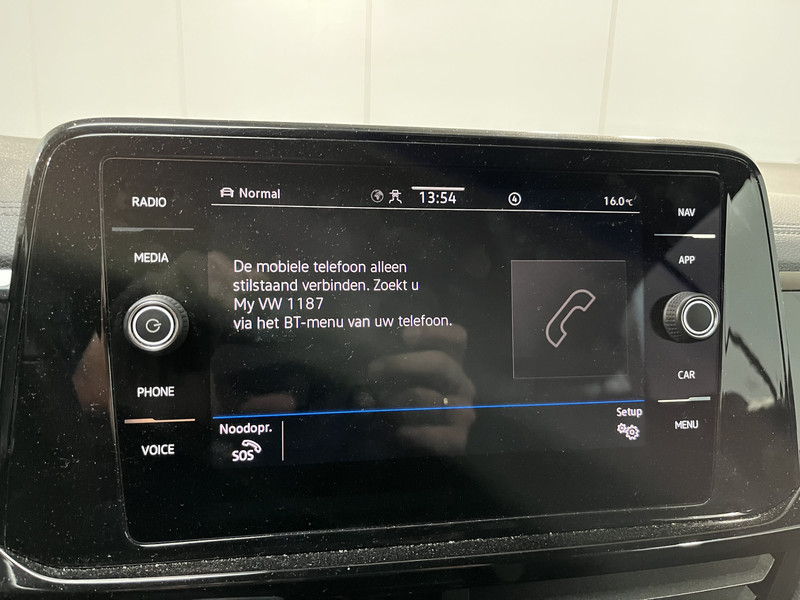 RADIO
MEDIA
PHONE
VOICE
Normal
13:54
4
16.0°C
De mobiele telefoon alleen
stilstaand verbinden. Zoekt u
My VW 1187
via het BT-menu van uw telefoon.
Noodopr.
SOS
Setup
NAV
APP
CAR
MENU